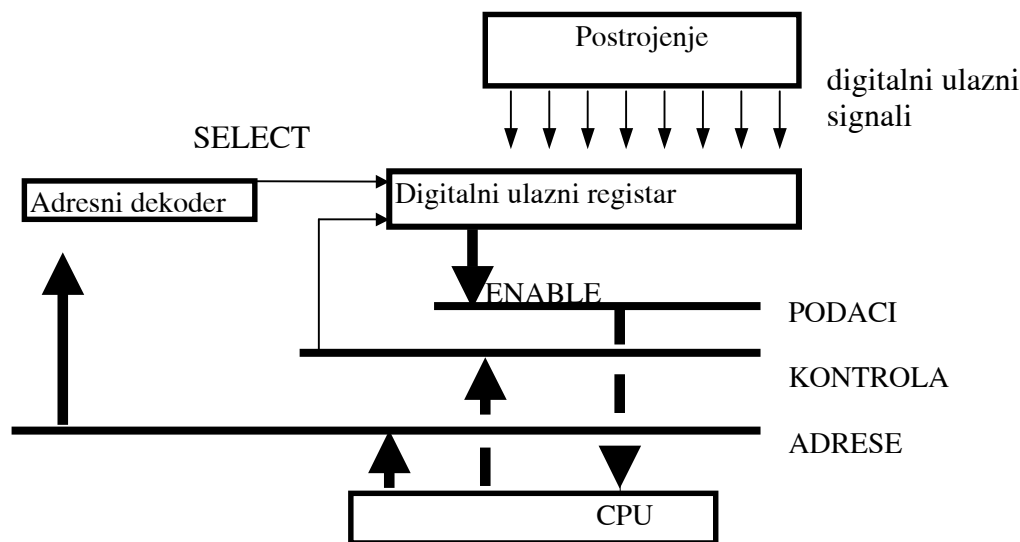 Postrojenje
digitalni ulazni
signali
SELECT
Adresni dekoder
Digitalni ulazni registar
ENABLE
PODACI
KONTROLA
ADRESE
CPU